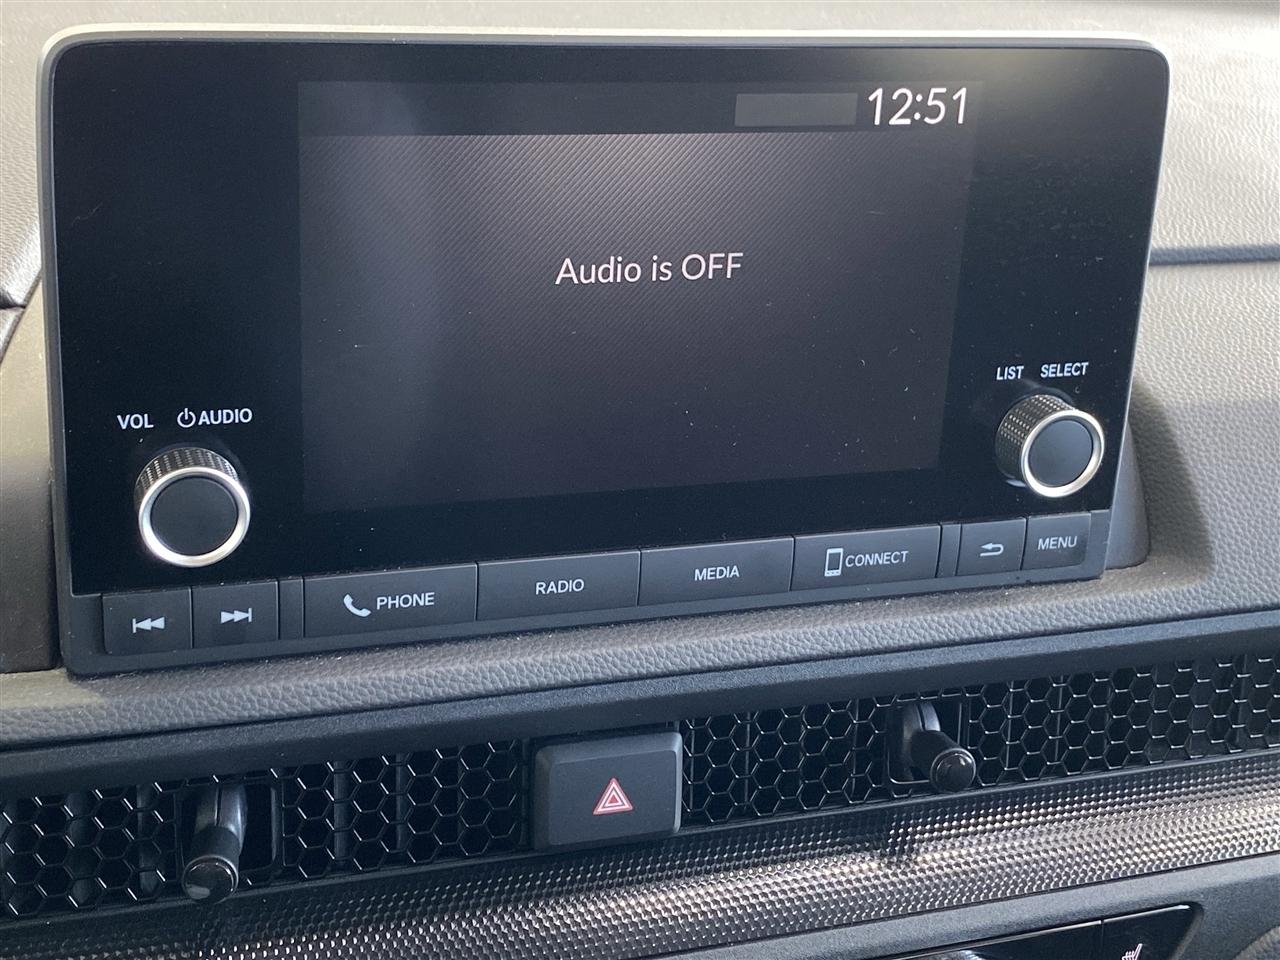 12:51
Audio is OFF
LIST SELECT
VOL AUDIO
PHONE RADIO MEDIA CONNECT MENU